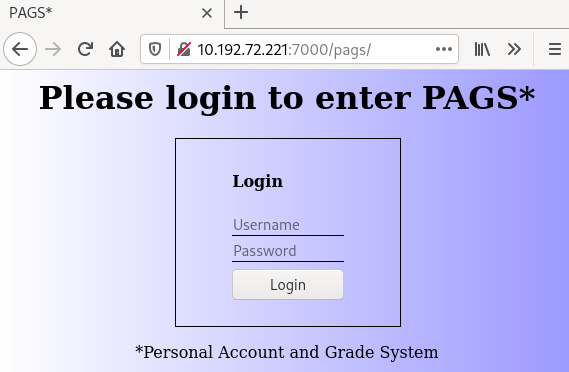 PAGS*
10.192.72.221:7000/pags/
Please login to enter PAGS*
Login
Username
Password
Login
*Personal Account and Grade System